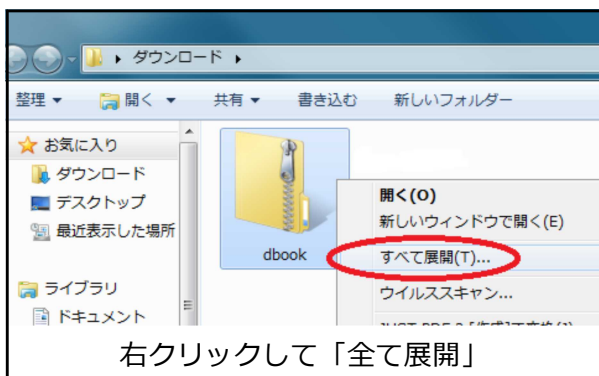 ダウンロード
整理
開く
共有
書き込む
新しいフォルダー
お気に入り
ダウンロード
デスクトップ
最近表示した場所
ライブラリ
ドキュメント
dbook
開く(O)
新しいウィンドウで開く(E)
すべて展開(T)...
ウイルススキャン...
右クリックして「全て展開」